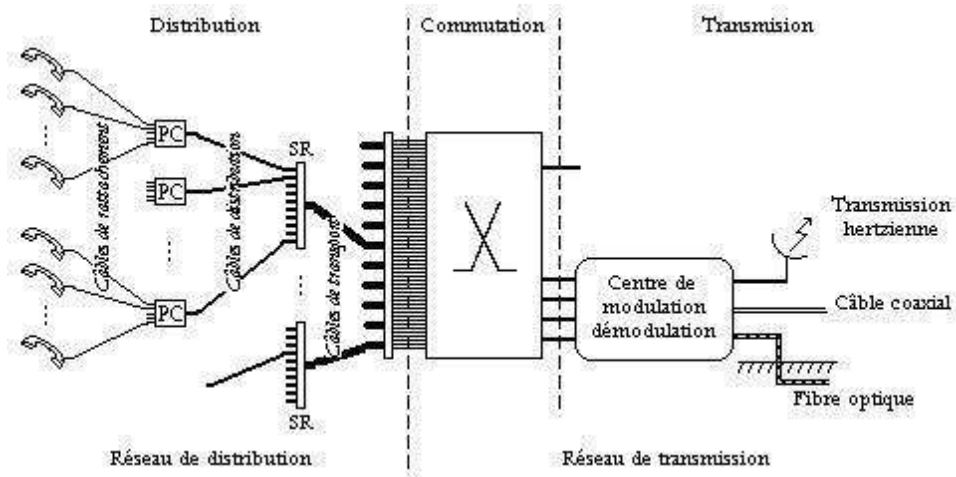 Distribution
Commutation
Transmision
PC
PC
PC
SR
SR
Câbles de rattachement
Câbles de distribution
Câbles de transport
Transmission
hertzienne
Centre de
modulation
démodulation
Câble coaxial
Fibre optique
Réseau de distribution
Réseau de transmission